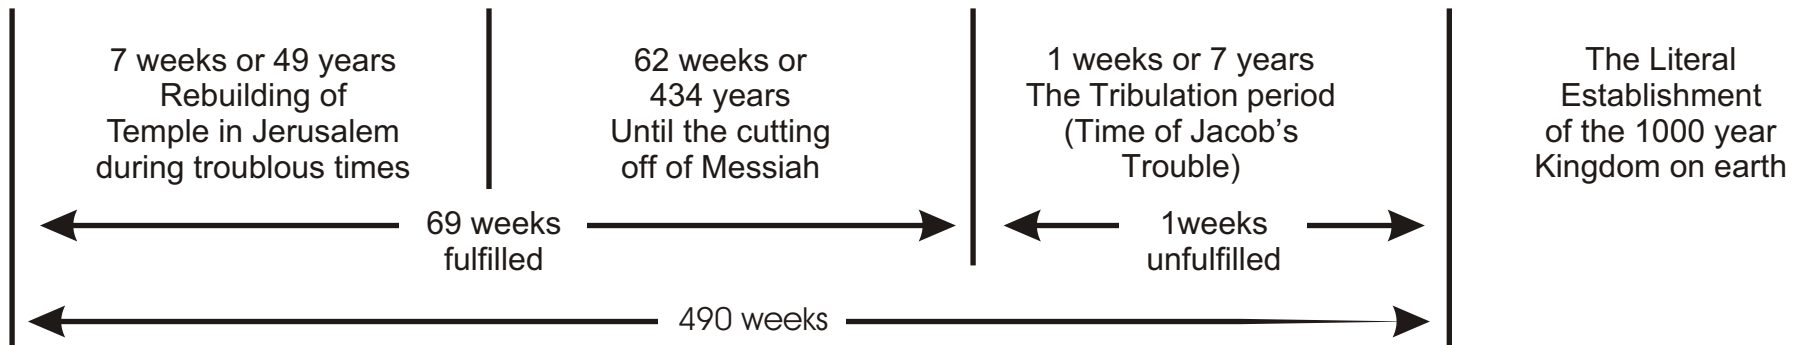 7 weeks or 49 years
Rebuilding of
Temple in Jerusalem
during troublous times
62 weeks or
434 years
Until the cutting
off of Messiah
1 weeks or 7 years
The Tribulation period
(Time of Jacob’s
Trouble)
The Literal
Establishment
of the 1000 year
Kingdom on earth
69 weeks
fulfilled
1weeks
unfulfilled
490 weeks